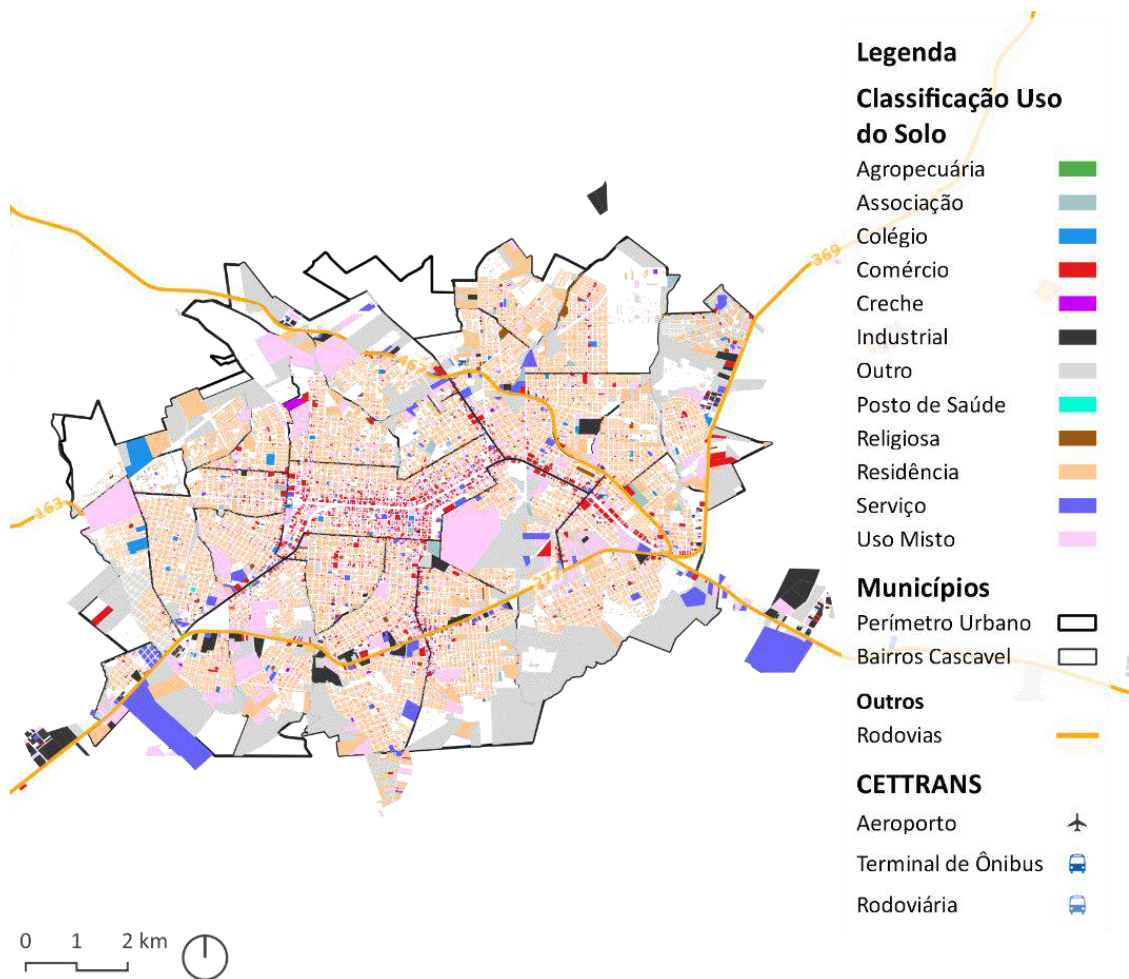 Legenda
Classificação Uso
do Solo
Agropecuária
Associação
Colégio
Comércio
Creche
Industrial
Outro
Posto de Saúde
Religiosa
Residência
Serviço
Uso Misto
Municípios
Perímetro Urbano
Bairros Cascavel
Outros
Rodovias
CETTRANS
Aeroporto
Terminal de Ônibus
Rodoviária
369
467
163
277
0 1 2 km